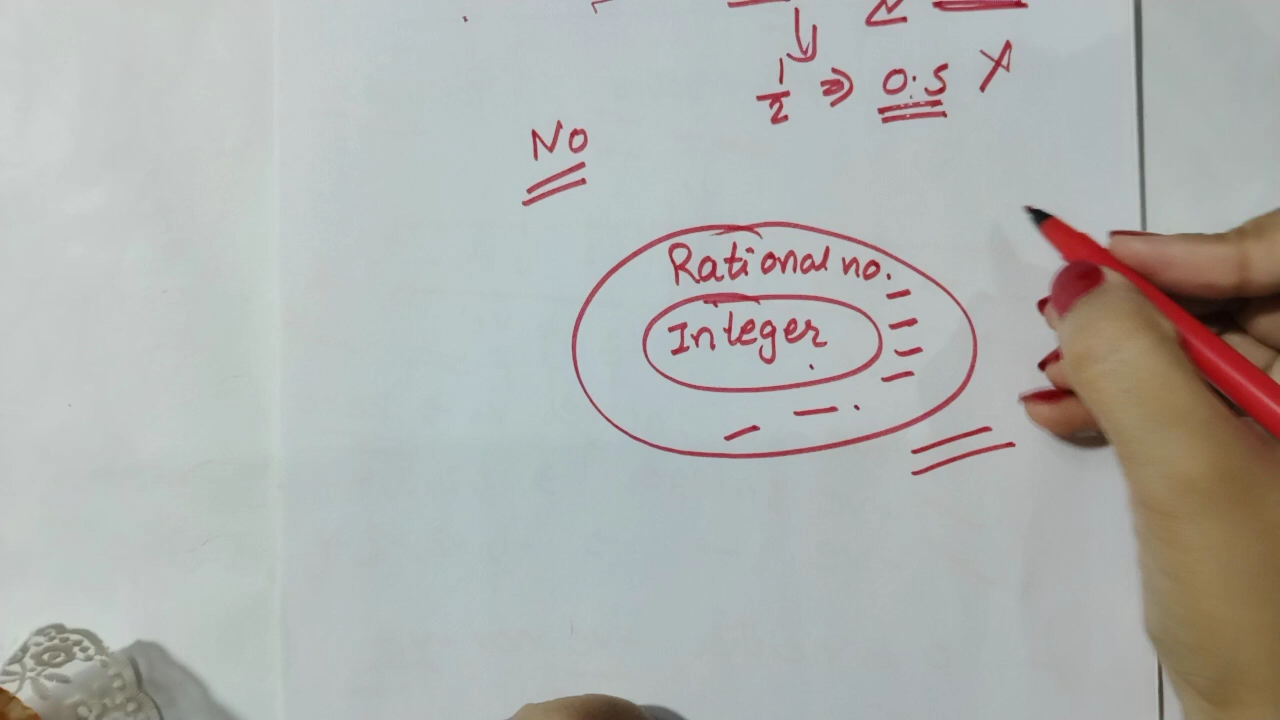 1/2 ⇒ 0.5 X
No
Rational no.
Integer